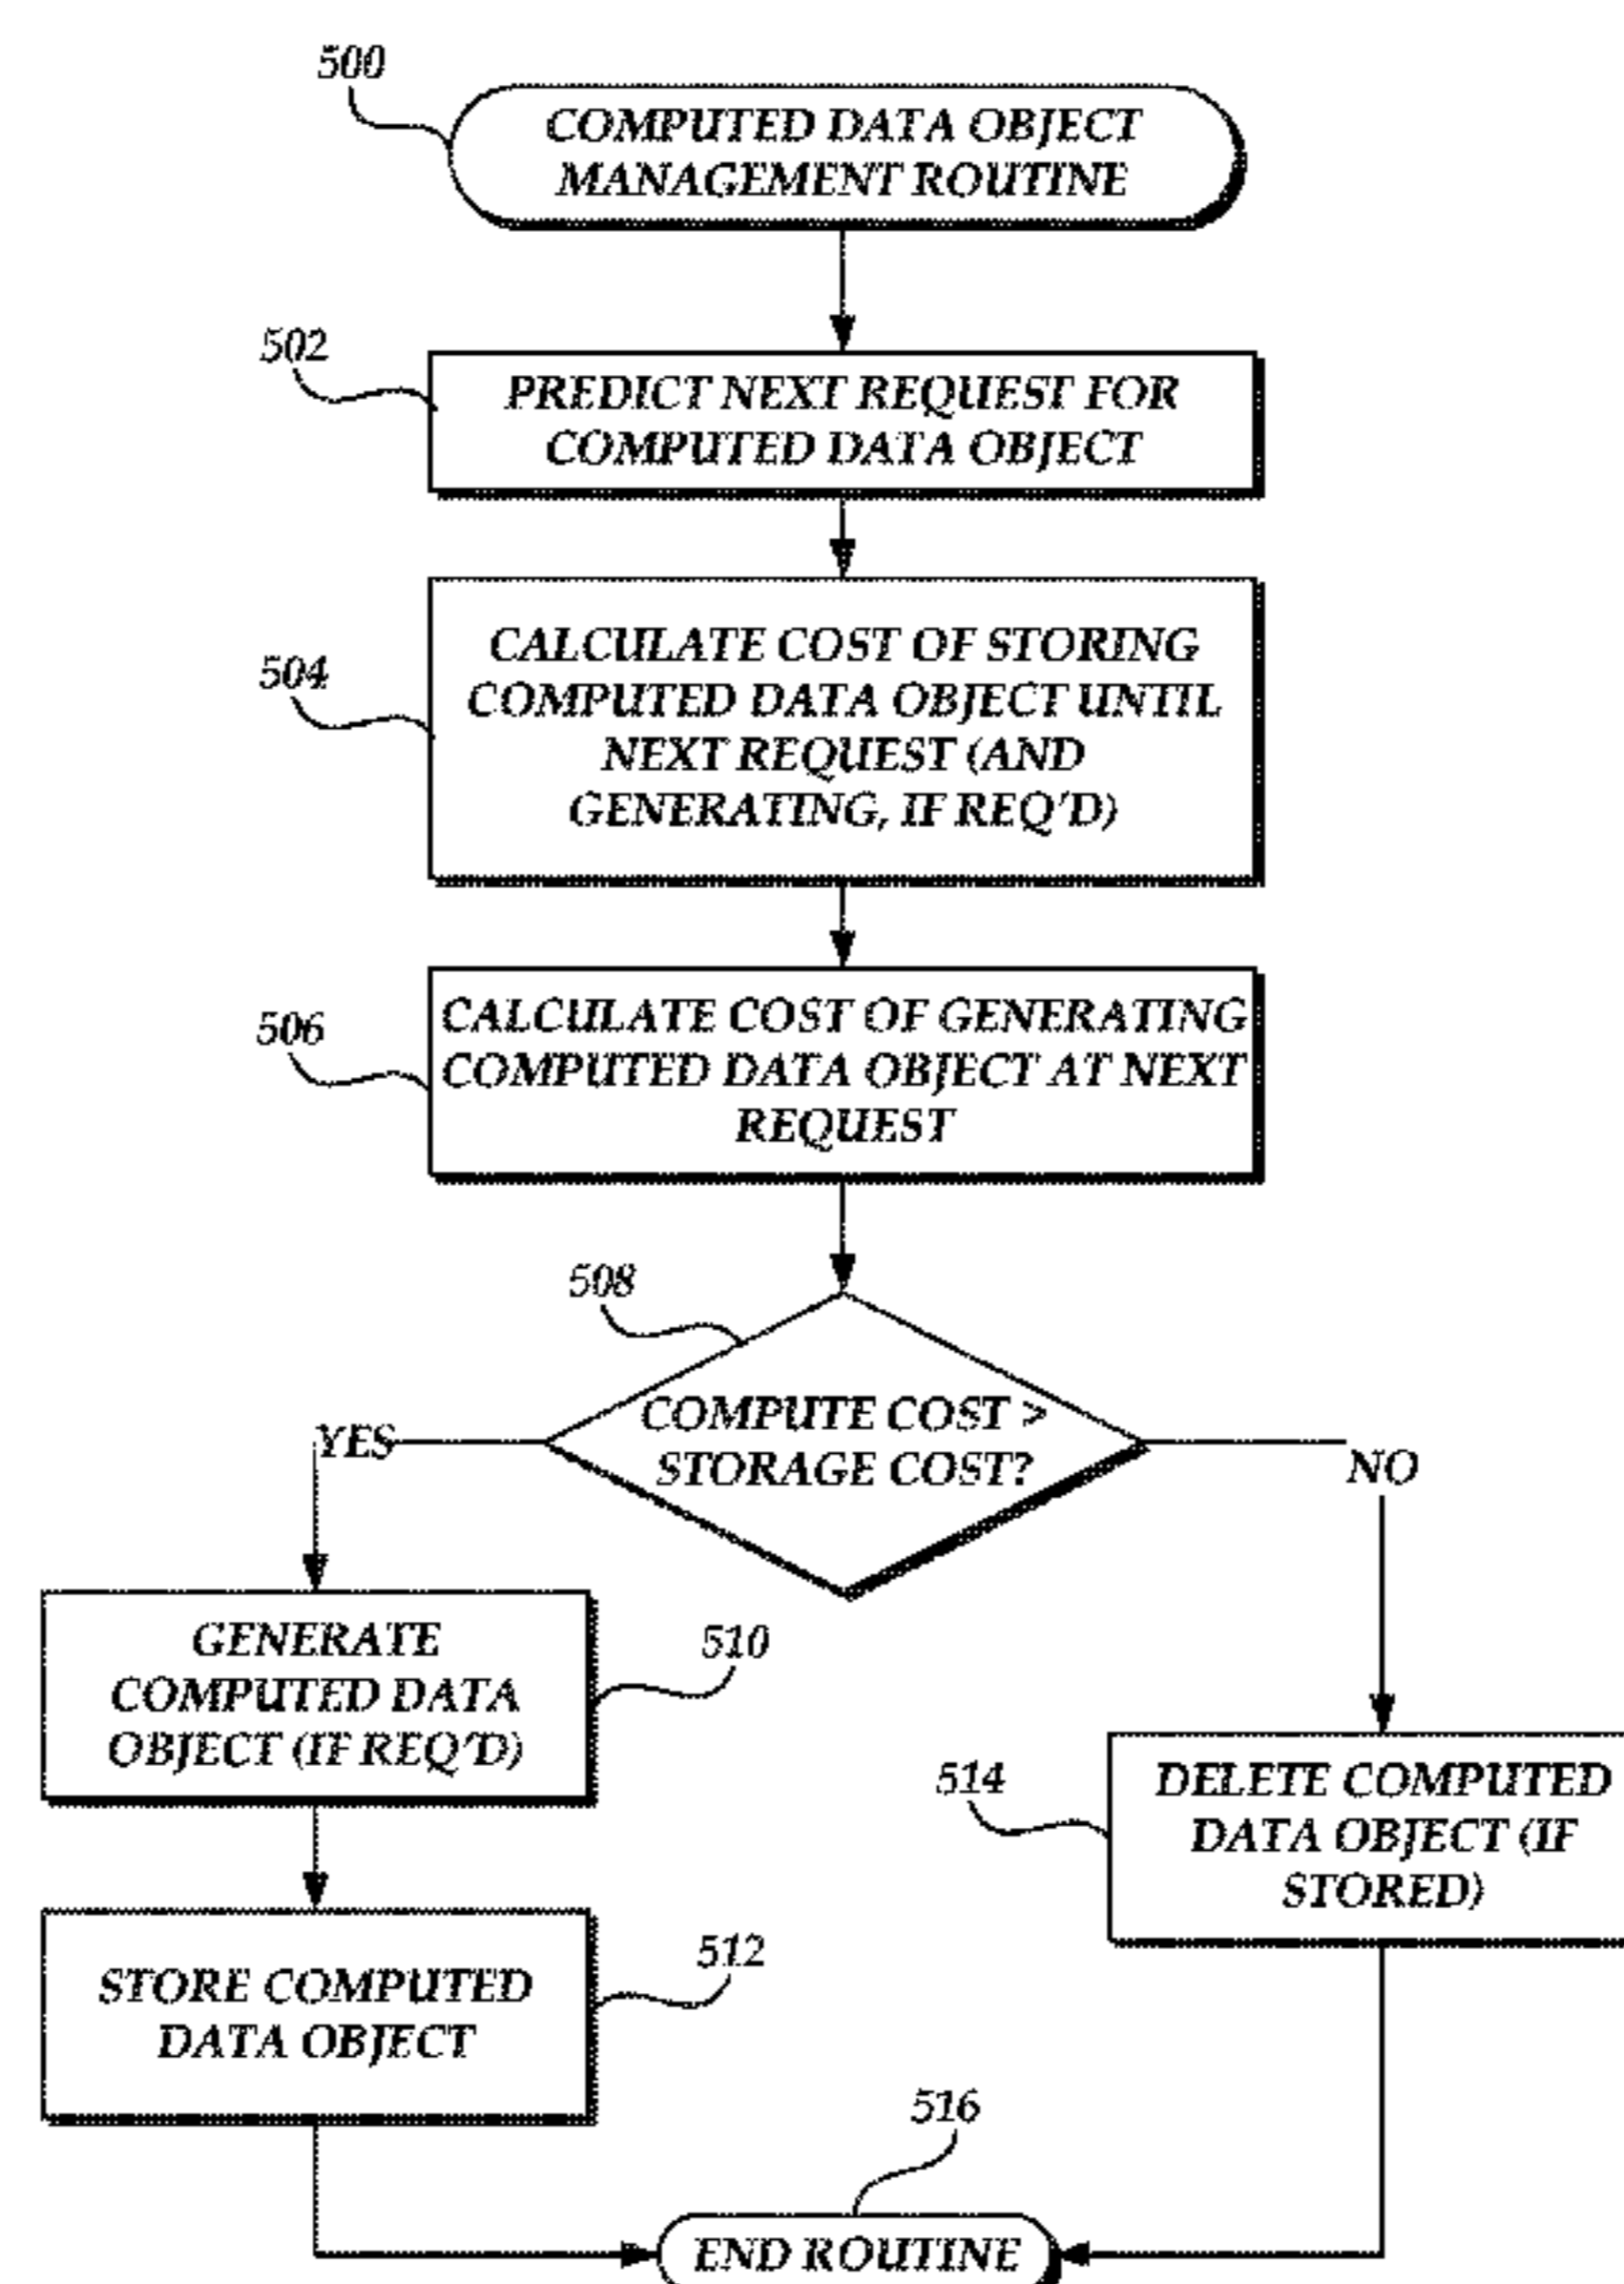 500
COMPUTED DATA OBJECT
MANAGEMENT ROUTINE
502
PREDICT NEXT REQUEST FOR
COMPUTED DATA OBJECT
504
CALCULATE COST OF STORING
COMPUTED DATA OBJECT UNTIL
NEXT REQUEST (AND
GENERATING, IF REQ'D)
506
CALCULATE COST OF GENERATING
COMPUTED DATA OBJECT AT NEXT
REQUEST
508
COMPUTE COST >
STORAGE COST?
YES
NO
GENERATE
COMPUTED DATA
OBJECT (IF REQ'D)
510
514
DELETE COMPUTED
DATA OBJECT (IF
STORED)
STORE COMPUTED
DATA OBJECT
512
516
END ROUTINE